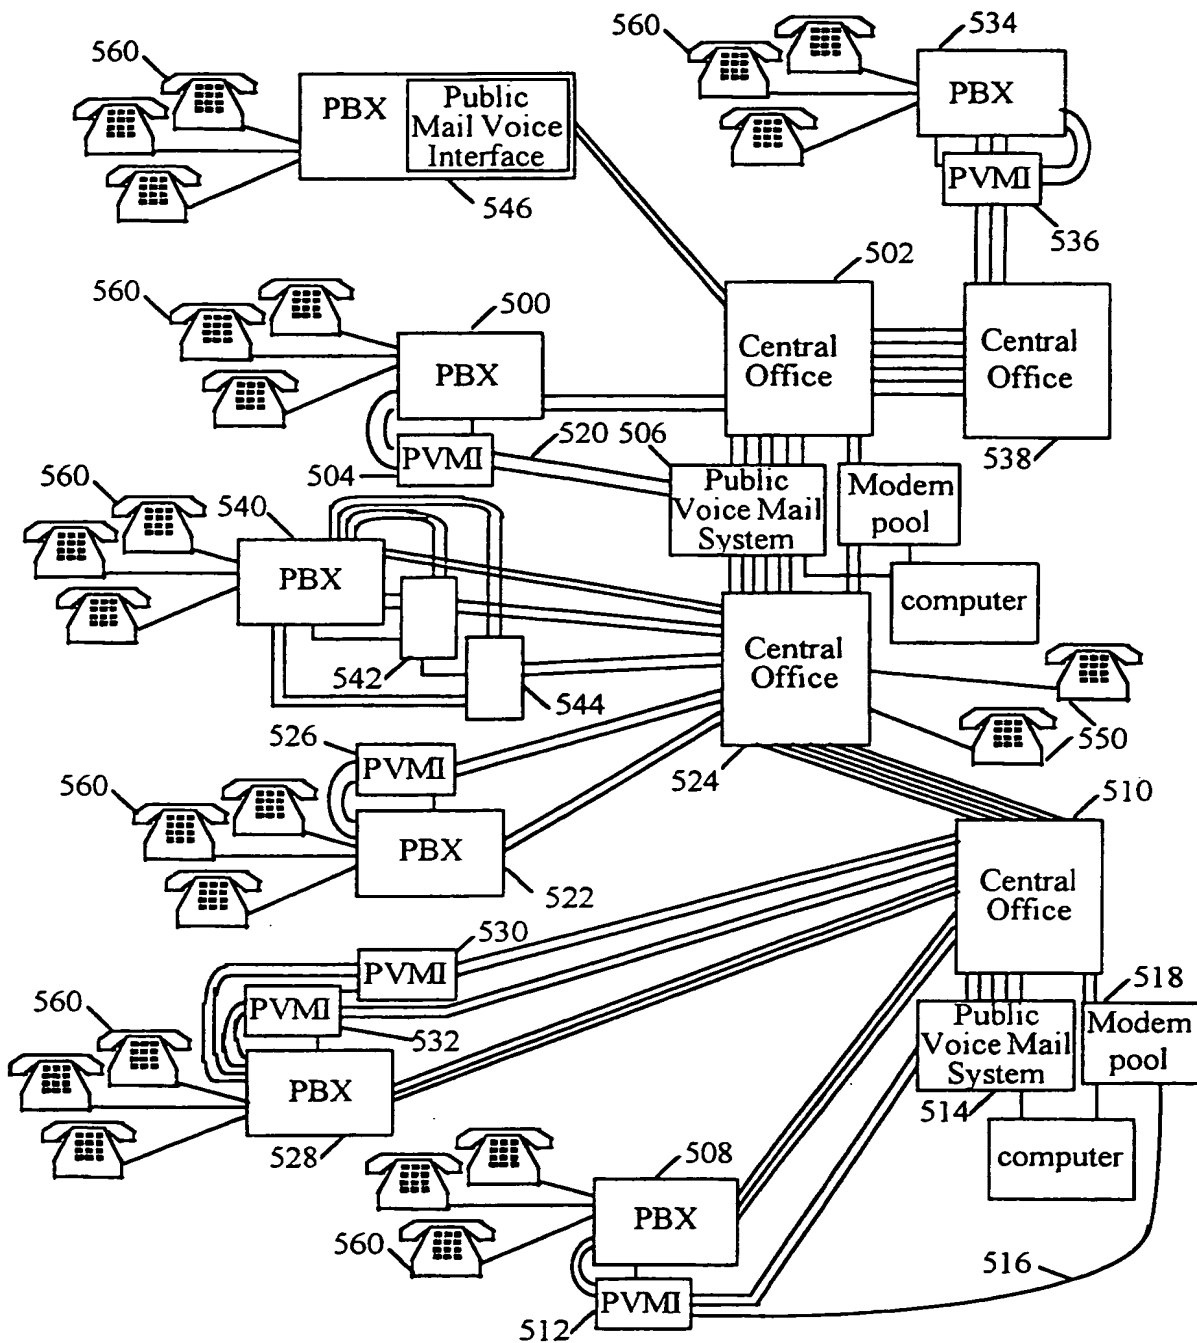 560
560
534
PBX
Public
Mail Voice
Interface
PBX
546
PVMI
536
560
500
502
PBX
Central
Office
Central
Office
538
PVMI
504
520
506
Public
Voice Mail
System
Modem
pool
560
540
PBX
542
544
computer
Central
Office
524
550
526
PVMI
560
PBX
522
510
Central
Office
530
PVMI
560
PVMI
532
PBX
528
518
Public
Voice Mail
System
514
Modem
pool
computer
508
PBX
560
PVMI
512
516